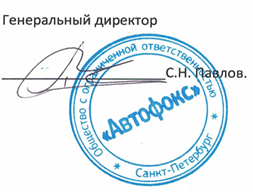 Генеральный директор
С.Н. Павлов.
Общество с ограниченной ответственностью
«Автофокс»
* Санкт-Петербург *